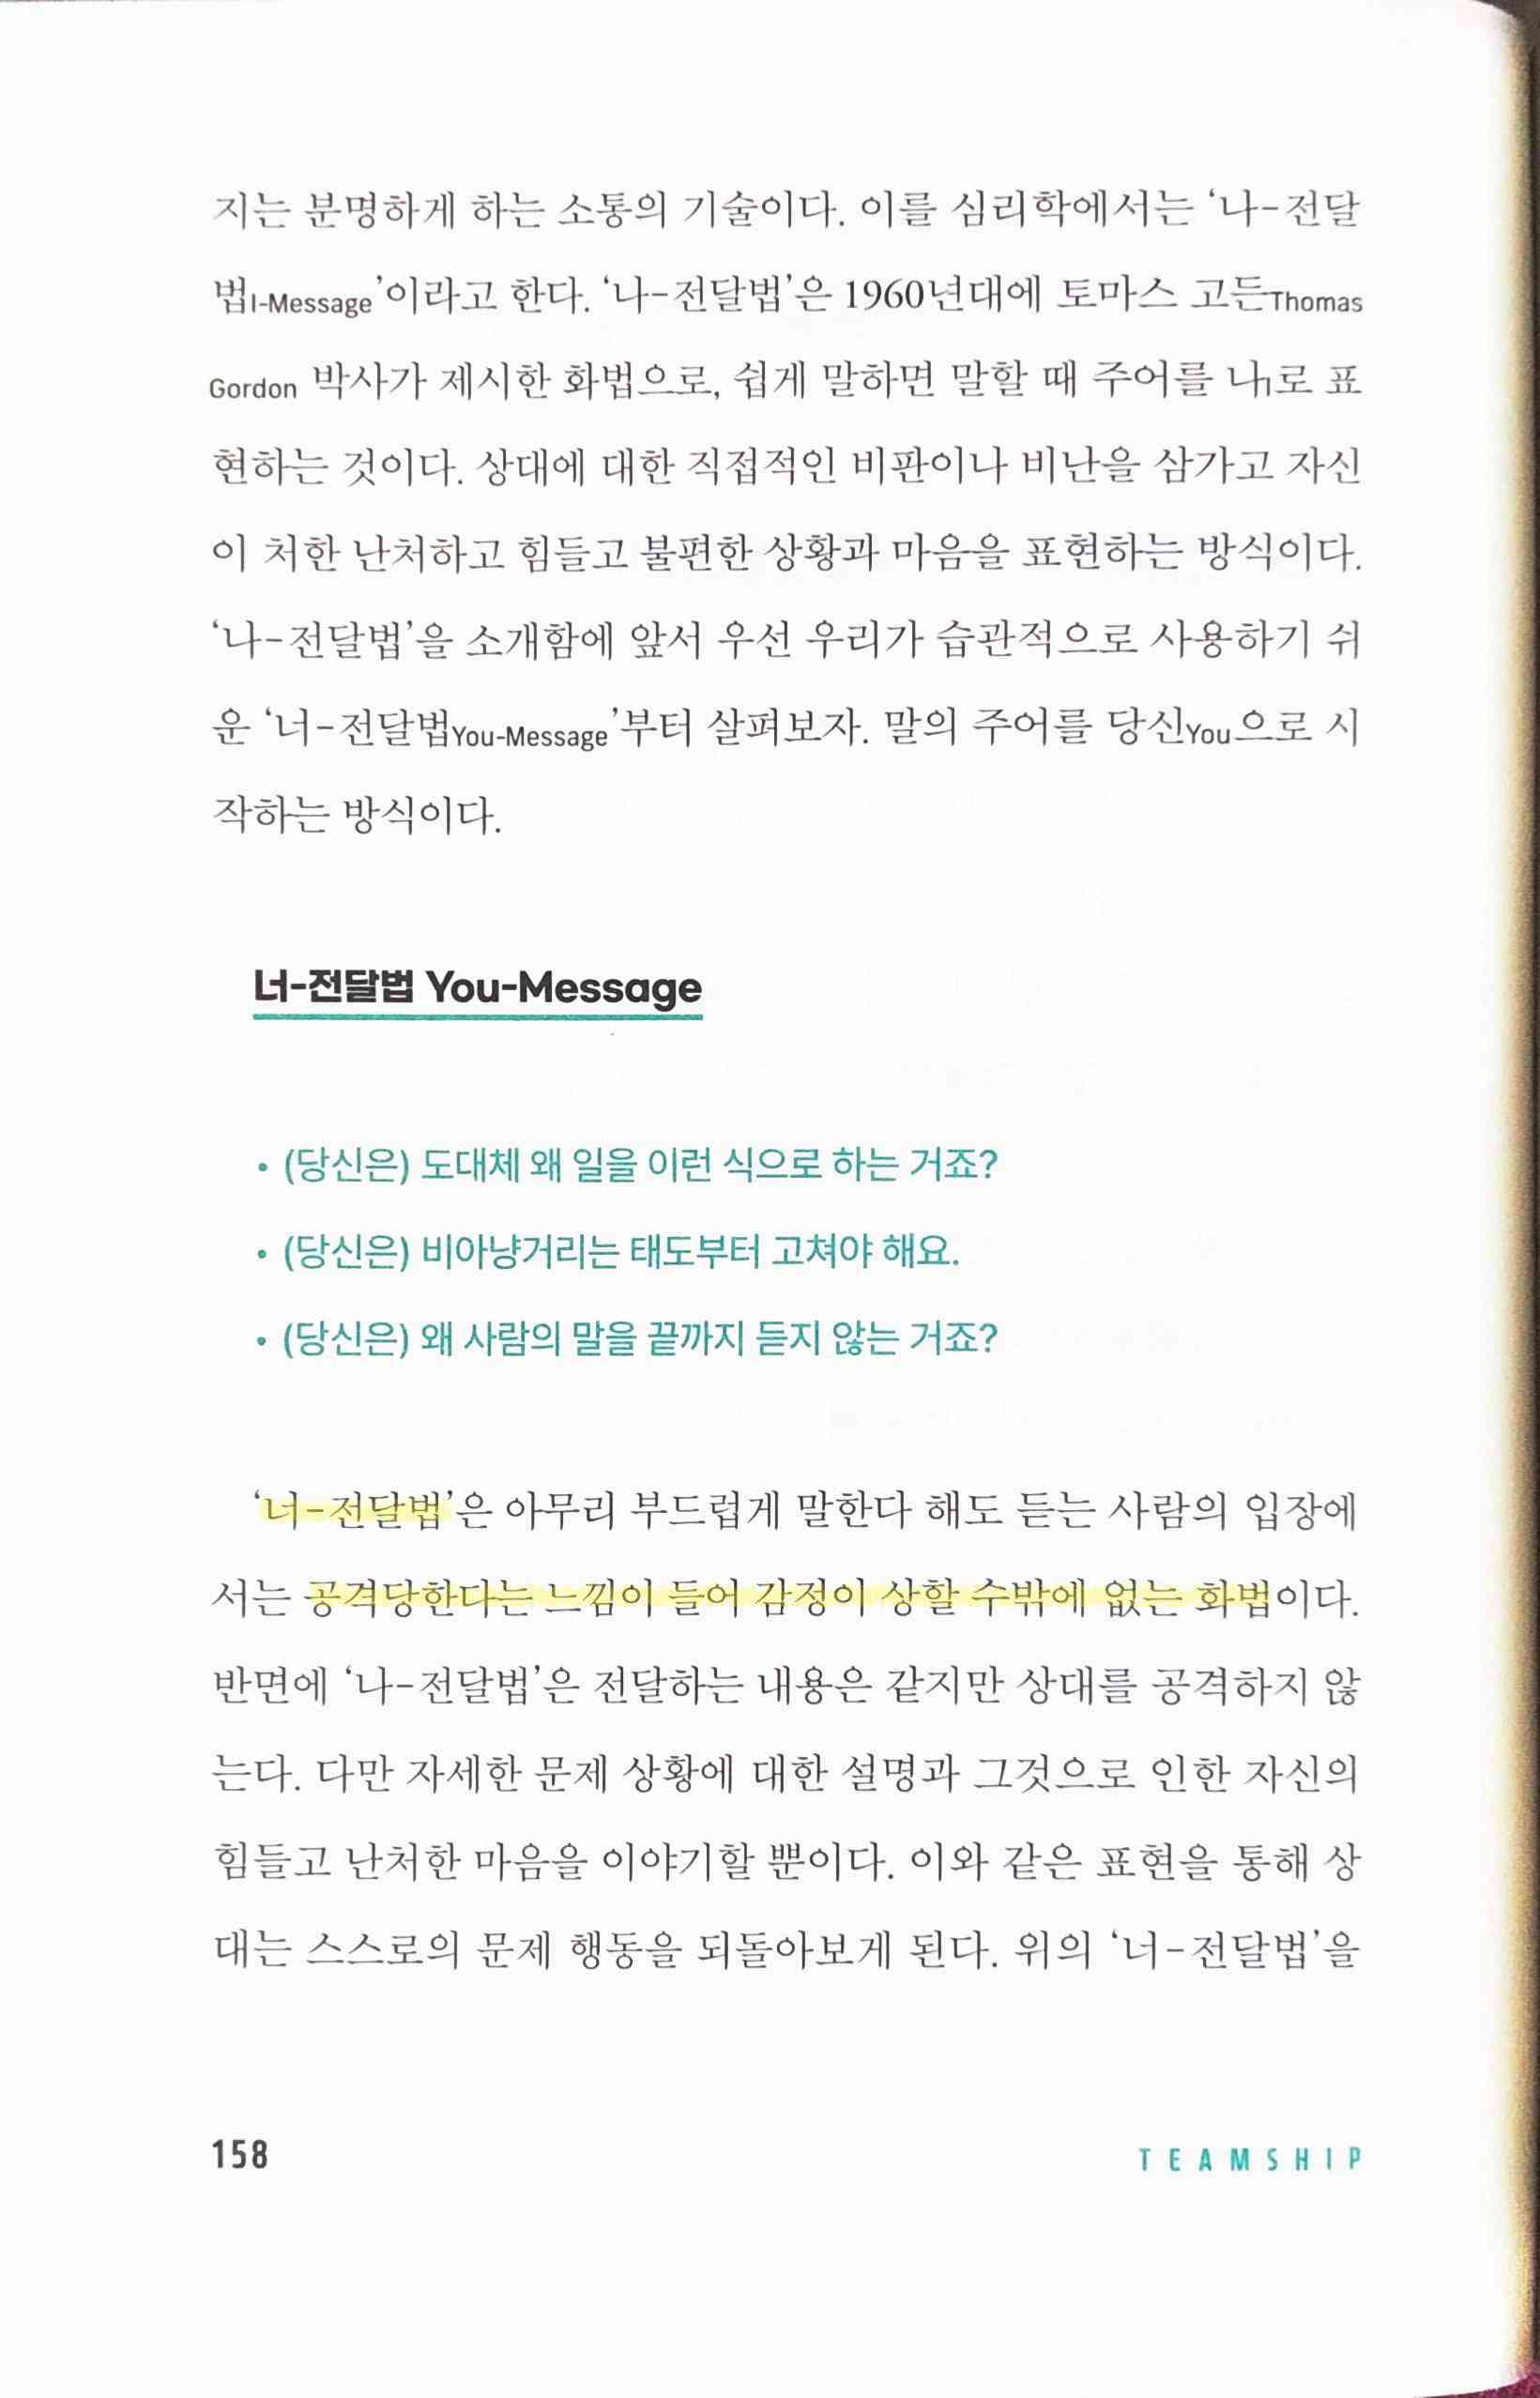 지는 분명하게 하는 소통의 기술이다. 이를 심리학에서는 ‘나-전달
법I-Message’이라고 한다. ‘나-전달법’은 1960년대에 토마스 고든Thomas
Gordon 박사가 제시한 화법으로, 쉽게 말하면 말할 때 주어를 나I로 표
현하는 것이다. 상대에 대한 직접적인 비판이나 비난을 삼가고 자신
이 처한 난처하고 힘들고 불편한 상황과 마음을 표현하는 방식이다.
‘나-전달법’을 소개함에 앞서 우선 우리가 습관적으로 사용하기 쉬
운 ‘너-전달법You-Message’부터 살펴보자. 말의 주어를 당신You으로 시
작하는 방식이다.
너-전달법 You-Message
• (당신은) 도대체 왜 일을 이런 식으로 하는 거죠?
• (당신은) 비아냥거리는 태도부터 고쳐야 해요.
• (당신은) 왜 사람의 말을 끝까지 듣지 않는 거죠?
‘너-전달법’은 아무리 부드럽게 말한다 해도 듣는 사람의 입장에
서는 공격당한다는 느낌이 들어 감정이 상할 수밖에 없는 화법이다.
반면에 ‘나-전달법’은 전달하는 내용은 같지만 상대를 공격하지 않
는다. 다만 자세한 문제 상황에 대한 설명과 그것으로 인한 자신의
힘들고 난처한 마음을 이야기할 뿐이다. 이와 같은 표현을 통해 상
대는 스스로의 문제 행동을 되돌아보게 된다. 위의 ‘너-전달법’을
158
TEAMSHIP